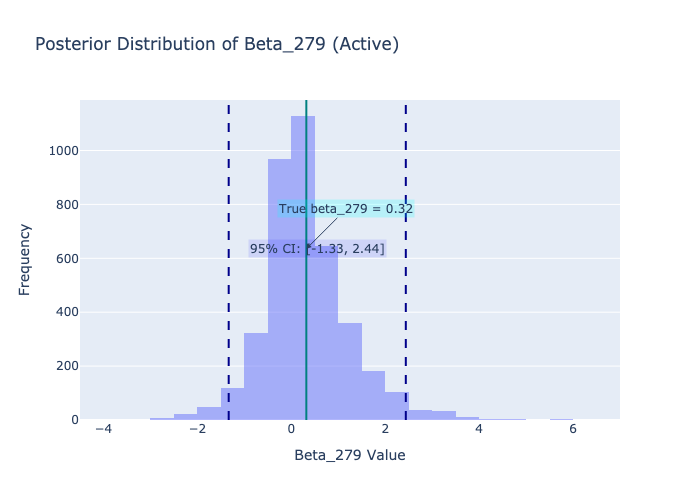 Posterior Distribution of Beta_279 (Active)
1000
800
600
400
200
0
Frequency
True beta_279 = 0.32
95% CI: [-1.33, 2.44]
−4
−2
0
2
4
6
Beta_279 Value